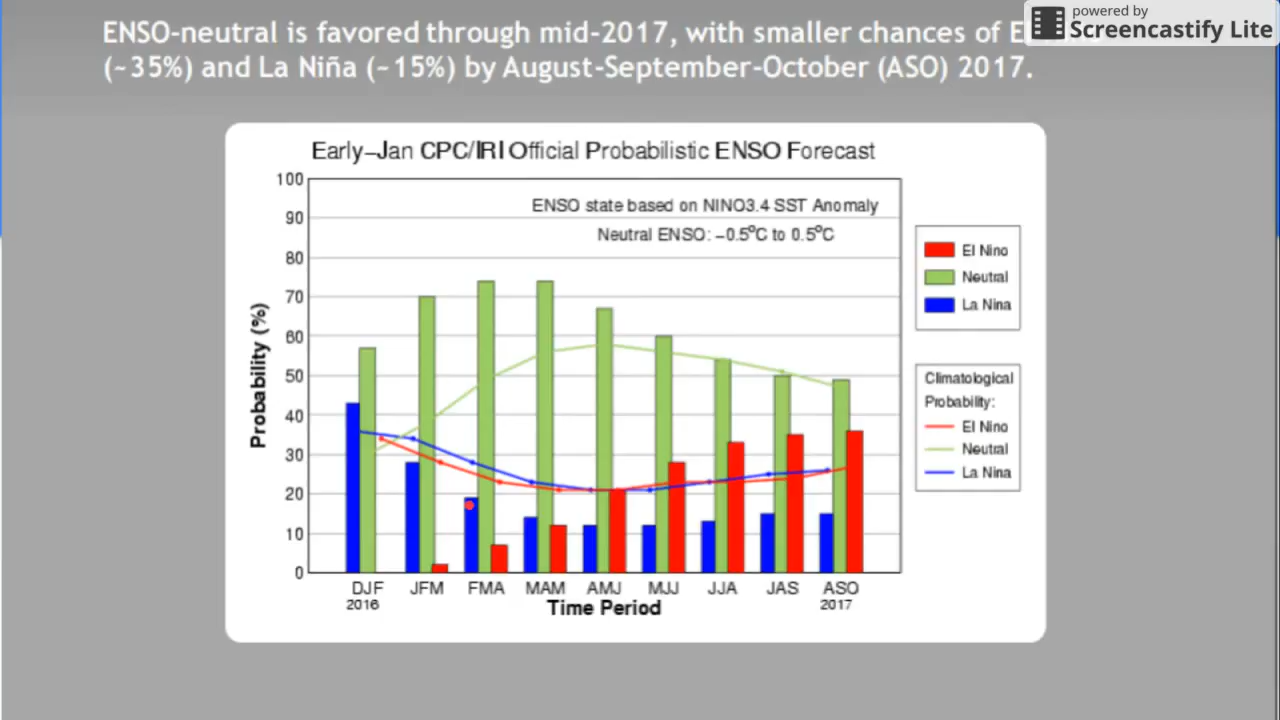 powered by
Screencastify Lite
ENSO-neutral is favored through mid-2017, with smaller chances of
(~35%) and La Niña (~15%) by August-September-October (ASO) 2017.
Early-Jan CPC/IRI Official Probabilistic ENSO Forecast
ENSO state based on NINO3.4 SST Anomaly
Neutral ENSO: -0.5°C to 0.5°C
Probability (%)
100
90
80
70
60
50
40
30
20
10
0
DJF JFM FMA MAM AMJ MJJ JJA JAS ASO
2016 2017
Time Period
El Nino
Neutral
La Nina
Climatological
Probability:
El Nino
Neutral
La Nina